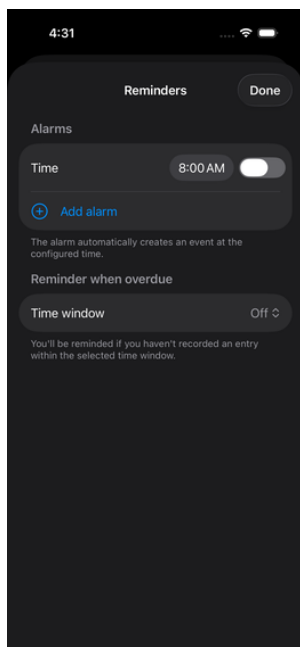 4:31
Reminders
Done
Alarms
Time
8:00 AM
Add alarm
The alarm automatically creates an event at the
configured time.
Reminder when overdue
Time window
Off
You'll be reminded if you haven't recorded an entry
within the selected time window.